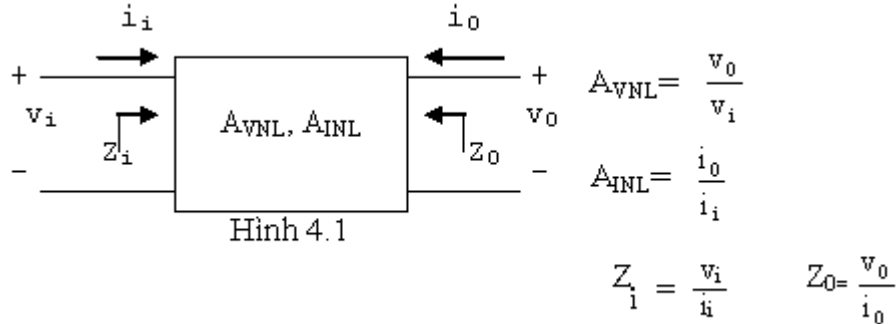 i_i i_0
+ + A_VNL = v_0 / v_i
v_i A_VNL, A_INL v_0
Z_i Z_0
- - A_INL = i_0 / i_i
Hình 4.1
Z_i = v_i / i_i Z_0 = v_0 / i_0